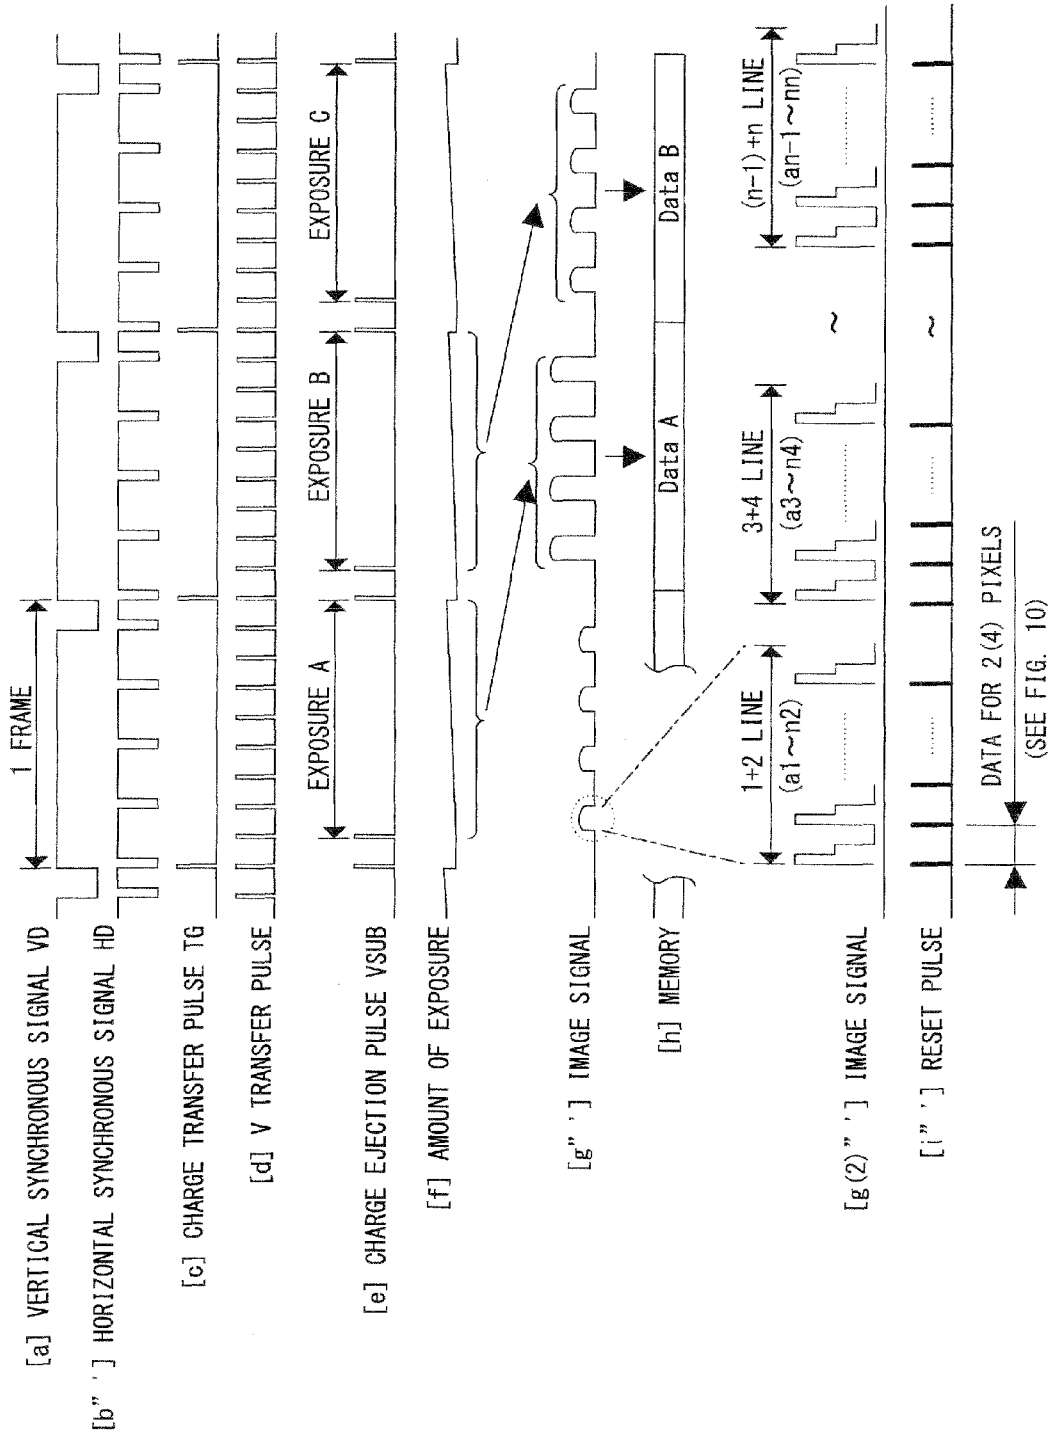 [a] VERTICAL SYNCHRONOUS SIGNAL VD
1 FRAME
[b"'] HORIZONTAL SYNCHRONOUS SIGNAL HD
[c] CHARGE TRANSFER PULSE TG
[d] V TRANSFER PULSE
[e] CHARGE EJECTION PULSE VSUB
EXPOSURE A
EXPOSURE B
EXPOSURE C
[f] AMOUNT OF EXPOSURE
[g"'] IMAGE SIGNAL
[h] MEMORY
Data A
Data B
1+2 LINE
(a1~n2)
3+4 LINE
(a3~n4)
(n-1)+n LINE
(an-1~nn)
[g(2)"'] IMAGE SIGNAL
~
[i"'] RESET PULSE
~
DATA FOR 2(4) PIXELS
(SEE FIG. 10)